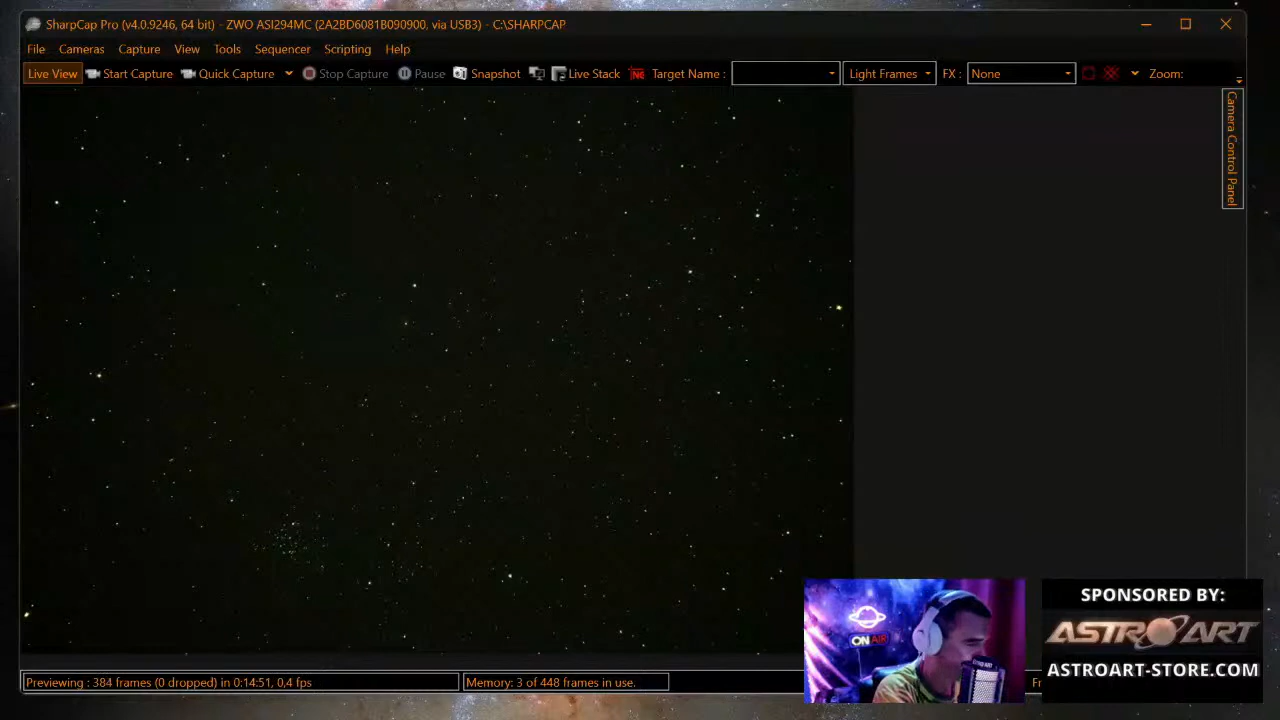 SharpCap Pro (v4.0.9246, 64 bit) - ZWO ASI294MC (2A2BD6081B090900, via USB3) - C:\SHARPCAP
File Cameras Capture View Tools Sequencer Scripting Help
Live View Start Capture Quick Capture Stop Capture Pause Snapshot Live Stack Target Name : Light Frames FX : None Zoom:
Camera Control Panel
ON AIR
SPONSORED BY:
ASTROART
ASTROART-STORE.COM
Previewing : 384 frames (0 dropped) in 0:14:51, 0,4 fps Memory: 3 of 448 frames in use.